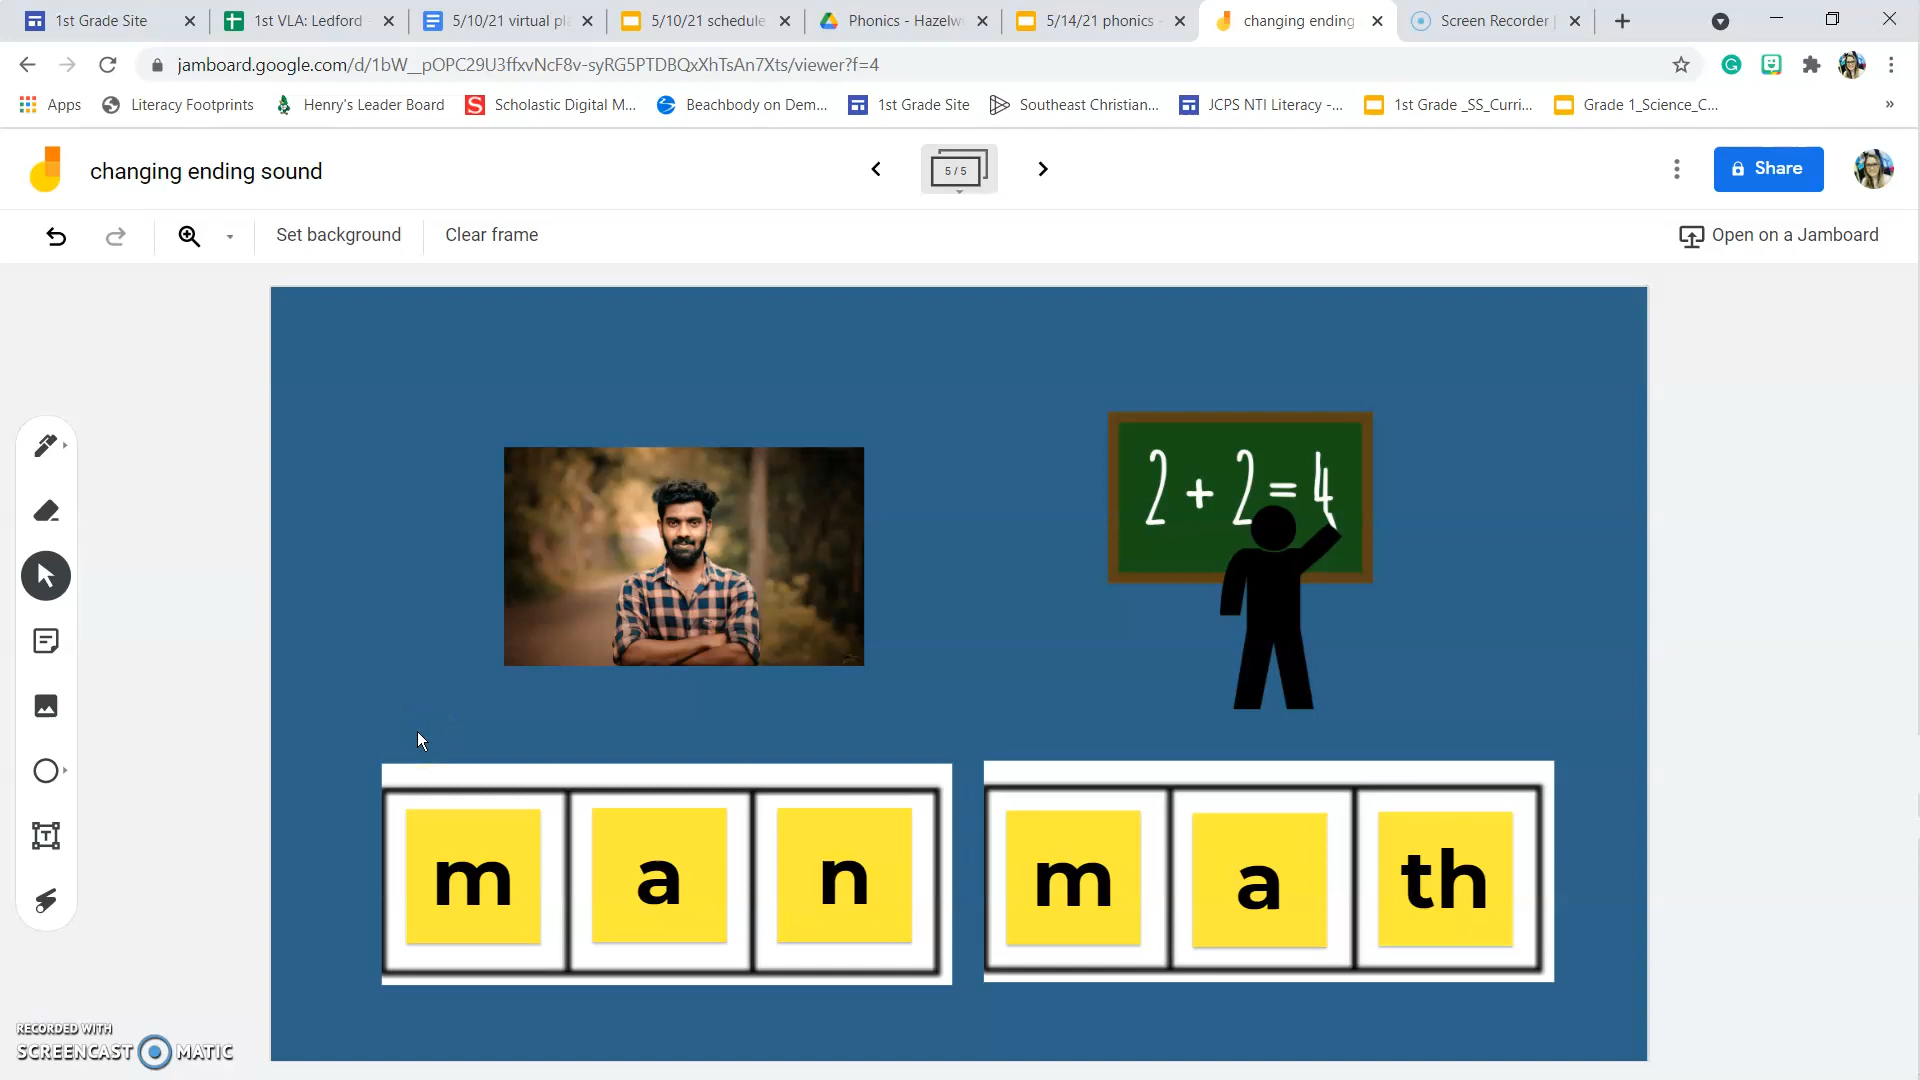 1st Grade Site
1st VLA: Ledford
5/10/21 virtual pl
5/10/21 schedule
Phonics - Hazelw
5/14/21 phonics -
changing ending
Screen Recorder |
jamboard.google.com/d/1bW__pOPC29U3ffxvNcF8v-syRG5PTDBQxXhTsAn7Xts/viewer?f=4
Apps
Literacy Footprints
Henry's Leader Board
Scholastic Digital M...
Beachbody on Dem...
1st Grade Site
Southeast Christian...
JCPS NTI Literacy -...
1st Grade _SS_Curri...
Grade 1_Science_C...
»
changing ending sound
5 / 5
Share
Set background
Clear frame
Open on a Jamboard
2 + 2 = 4
m a n
m a th
RECORDED WITH
SCREENCAST MATIC